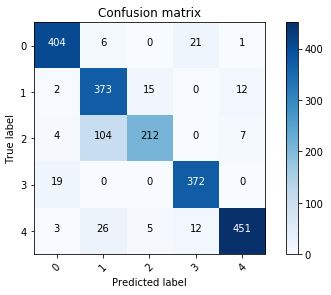 Confusion matrix
0 404 6 0 21 1
1 2 373 15 0 12
2 4 104 212 0 7
3 19 0 0 372 0
4 3 26 5 12 451
0 1 2 3 4
True label
Predicted label
400
300
200
100
0